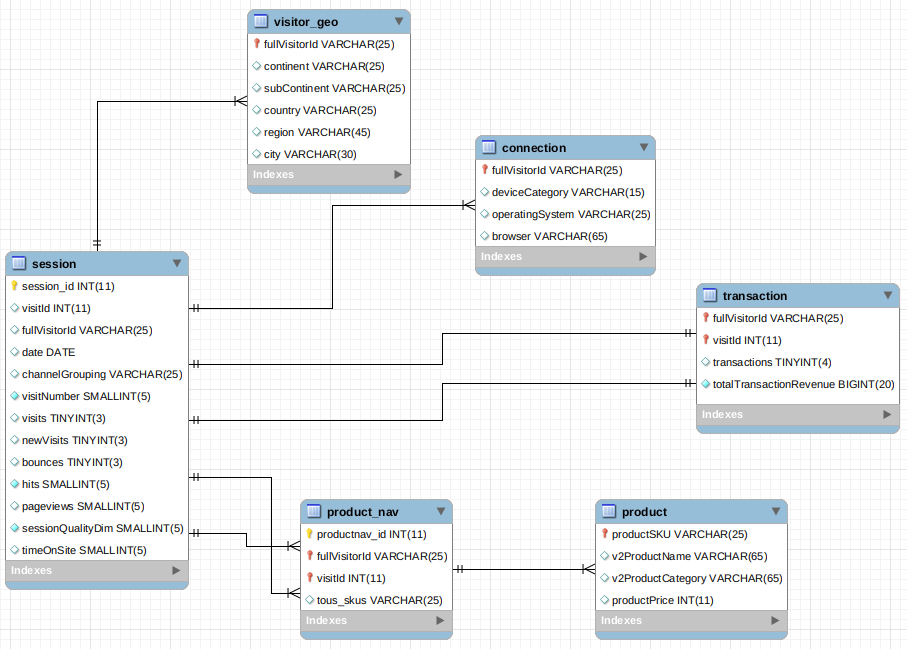 visitor_geo
fullVisitorId VARCHAR(25)
continent VARCHAR(25)
subContinent VARCHAR(25)
country VARCHAR(25)
region VARCHAR(45)
city VARCHAR(30)
Indexes
connection
fullVisitorId VARCHAR(25)
deviceCategory VARCHAR(15)
operatingSystem VARCHAR(25)
browser VARCHAR(65)
Indexes
session
session_id INT(11)
visitId INT(11)
fullVisitorId VARCHAR(25)
date DATE
channelGrouping VARCHAR(25)
visitNumber SMALLINT(5)
visits TINYINT(3)
newVisits TINYINT(3)
bounces TINYINT(3)
hits SMALLINT(5)
pageviews SMALLINT(5)
sessionQualityDim SMALLINT(5)
timeOnSite SMALLINT(5)
Indexes
transaction
fullVisitorId VARCHAR(25)
visitId INT(11)
transactions TINYINT(4)
totalTransactionRevenue BIGINT(20)
Indexes
product_nav
productnav_id INT(11)
fullVisitorId VARCHAR(25)
visitId INT(11)
tous_skus VARCHAR(25)
Indexes
product
productSKU VARCHAR(25)
v2ProductName VARCHAR(65)
v2ProductCategory VARCHAR(65)
productPrice INT(11)
Indexes